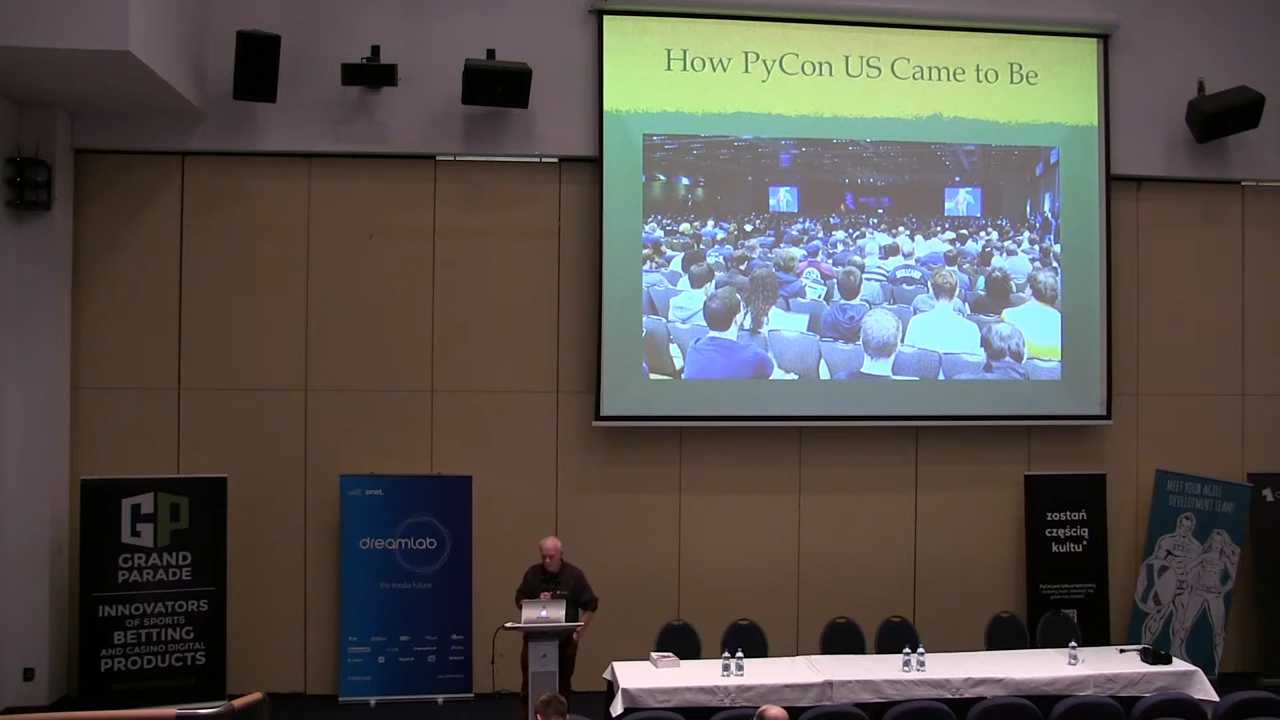 How PyCon US Came to Be
GP
GRAND
PARADE
INNOVATORS
OF SPORTS
BETTING
AND CASINO DIGITAL
PRODUCTS
onet.
dreamlab
The media future
zostań
częścią
kultu*
MEET YOUR AGILE
DEVELOPMENT TEAM!